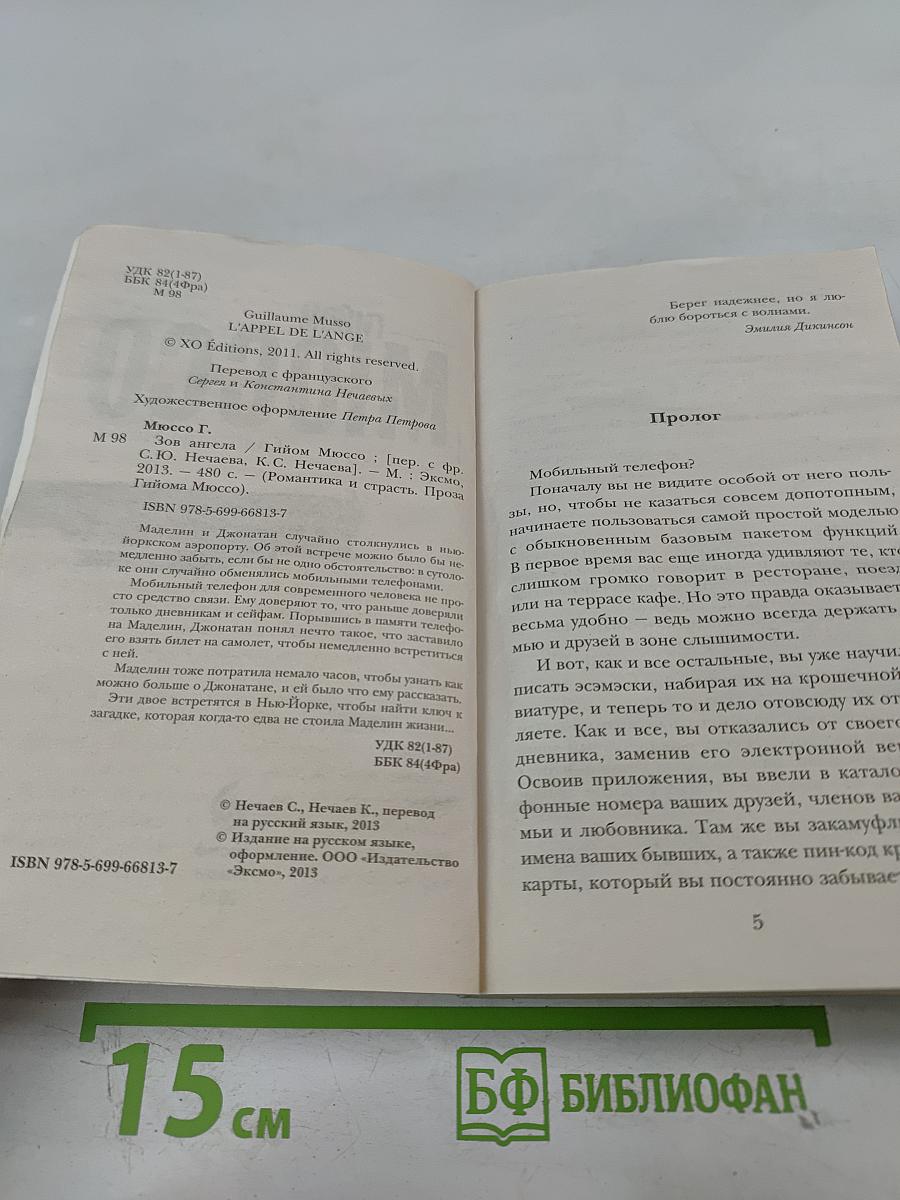 УДК 82(1-87)
ББК 84(4Фра)
М 98
Guillaume Musso
L'APPEL DE L'ANGE
© XO Éditions, 2011. All rights reserved.
Перевод с французского
Сергея и Константина Нечаевых
Художественное оформление Петра Петрова
Мюссо Г.
М 98 Зов ангела / Гийом Мюссо ; [пер. с фр.
С.Ю. Нечаева, К.С. Нечаева]. — М. : Эксмо,
2013. — 480 с. — (Романтика и страсть. Проза
Гийома Мюссо).
ISBN 978-5-699-66813-7
Маделин и Джонатан случайно столкнулись в нью-
йоркском аэропорту. Об этой встрече можно было бы не-
медленно забыть, если бы не одно обстоятельство: в сутоло-
ке они случайно обменялись мобильными телефонами.
Мобильный телефон для современного человека не про-
сто средство связи. Ему доверяют то, что раньше доверяли
только дневникам и сейфам. Порывшись в памяти телефо-
на Маделин, Джонатан понял нечто такое, что заставило
его взять билет на самолет, чтобы немедленно встретиться
с ней.
Маделин тоже потратила немало часов, чтобы узнать как
можно больше о Джонатане, и ей было что ему рассказать.
Эти двое встретятся в Нью-Йорке, чтобы найти ключ к
загадке, которая когда-то едва не стоила Маделин жизни...
УДК 82(1-87)
ББК 84(4Фра)
© Нечаев С., Нечаев К., перевод
на русский язык, 2013
© Издание на русском языке,
оформление. ООО «Издательство
«Эксмо», 2013
ISBN 978-5-699-66813-7
Берег надежнее, но я лю-
блю бороться с волнами.
Эмилия Дикинсон
Пролог
Мобильный телефон?
Поначалу вы не видите особой от него поль-
зы, но, чтобы не казаться совсем допотопным,
начинаете пользоваться самой простой моделью
с обыкновенным базовым пакетом функций.
В первое время вас еще иногда удивляют те, кто
слишком громко говорит в ресторане, поезд
или на террасе кафе. Но это правда оказывает
весьма удобно — ведь можно всегда держать
мью и друзей в зоне слышимости.
И вот, как и все остальные, вы уже научил
писать эсэмэски, набирая их на крошечной
виатуре, и теперь то и дело отовсюду их от
ляете. Как и все, вы отказались от своего
дневника, заменив его электронной вер
Освоив приложения, вы ввели в катало
фонные номера ваших друзей, членов ва
мьи и любовника. Там же вы закамуфли
имена ваших бывших, а также пин-код кр
карты, который вы постоянно забывает
5
15 см
БФ БИБЛИОФАН